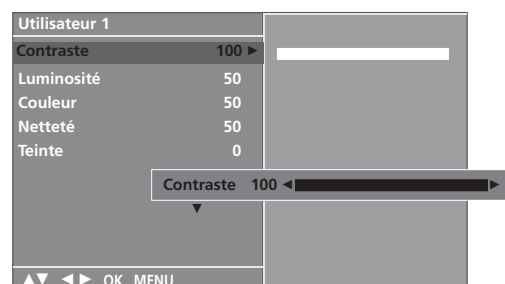 Utilisateur 1
Contraste 100 ►
Luminosité 50
Couleur 50
Netteté 50
Teinte 0
Contraste 100 ◄ ►
▼
▲▼ ◄ ► OK MENU